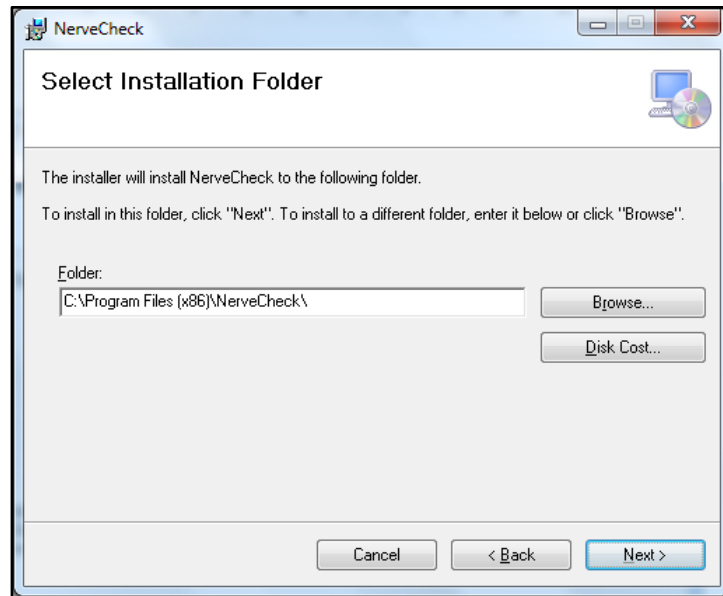 NerveCheck
Select Installation Folder
The installer will install NerveCheck to the following folder.
To install in this folder, click "Next". To install to a different folder, enter it below or click "Browse".
Folder:
C:\Program Files (x86)\NerveCheck\
Browse...
Disk Cost...
Cancel
< Back
Next >